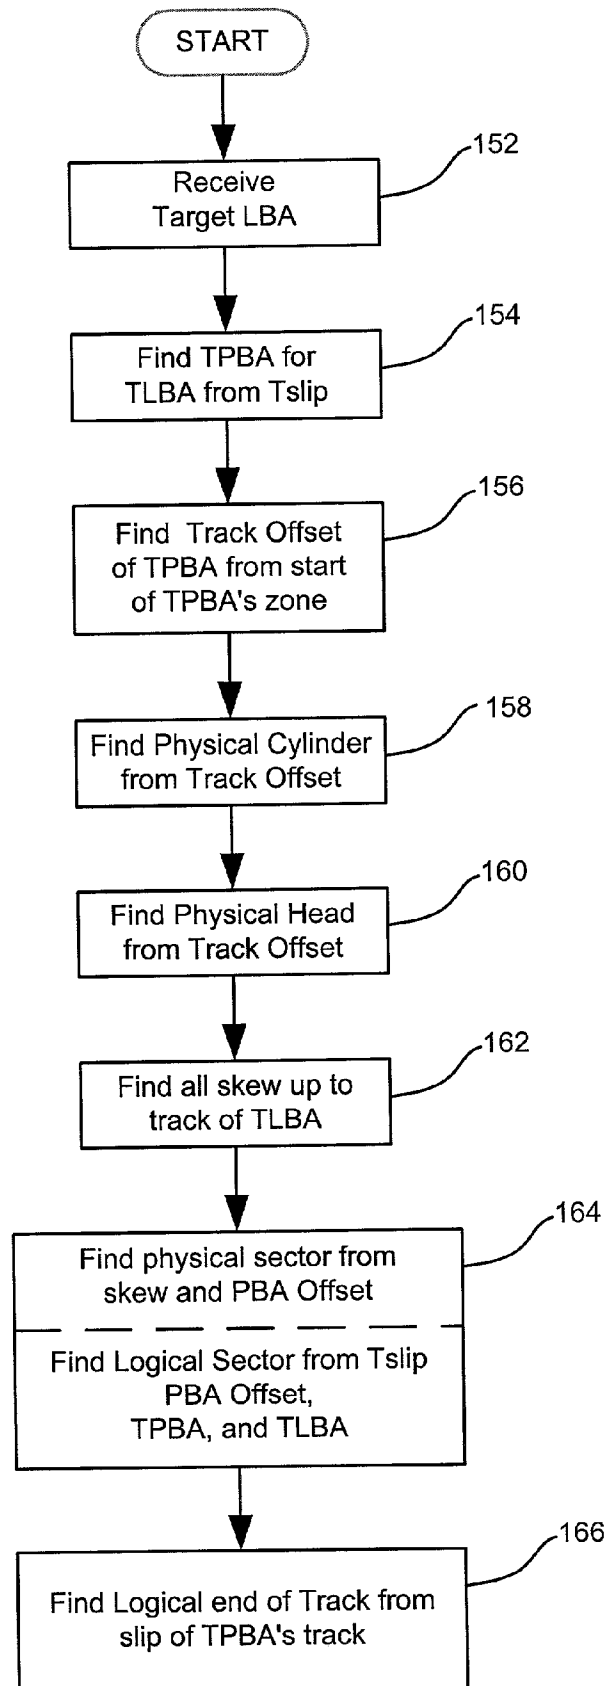 START
152
Receive
Target LBA
154
Find TPBA for
TLBA from Tslip
156
Find Track Offset
of TPBA from start
of TPBA's zone
158
Find Physical Cylinder
from Track Offset
160
Find Physical Head
from Track Offset
162
Find all skew up to
track of TLBA
164
Find physical sector from
skew and PBA Offset
Find Logical Sector from Tslip
PBA Offset,
TPBA, and TLBA
166
Find Logical end of Track from
slip of TPBA's track